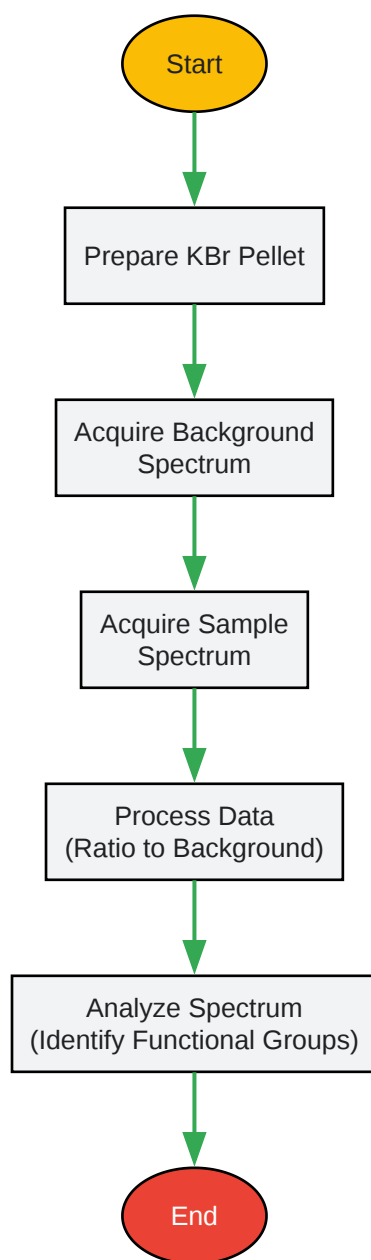 Start
Prepare KBr Pellet
Acquire Background
Spectrum
Acquire Sample
Spectrum
Process Data
(Ratio to Background)
Analyze Spectrum
(Identify Functional Groups)
End